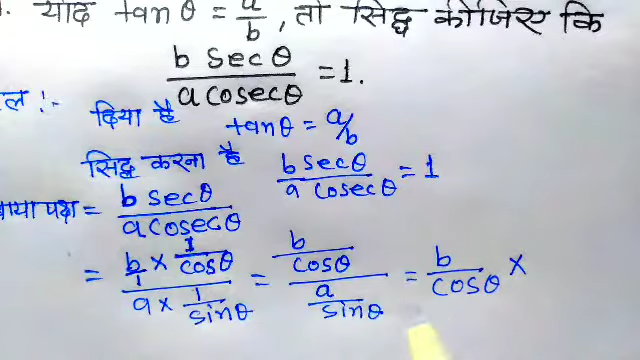 यदि tanθ = a/b, तो सिद्ध कीजिए कि
b secθ / a cosecθ = 1.
हल :- दिया है tanθ = a/b
सिद्ध करना है b secθ / a cosecθ = 1
बाया पक्ष = b secθ / a cosecθ
= b/1 × 1/cosθ / a × 1/sinθ = b/cosθ / a/sinθ = b/cosθ ×